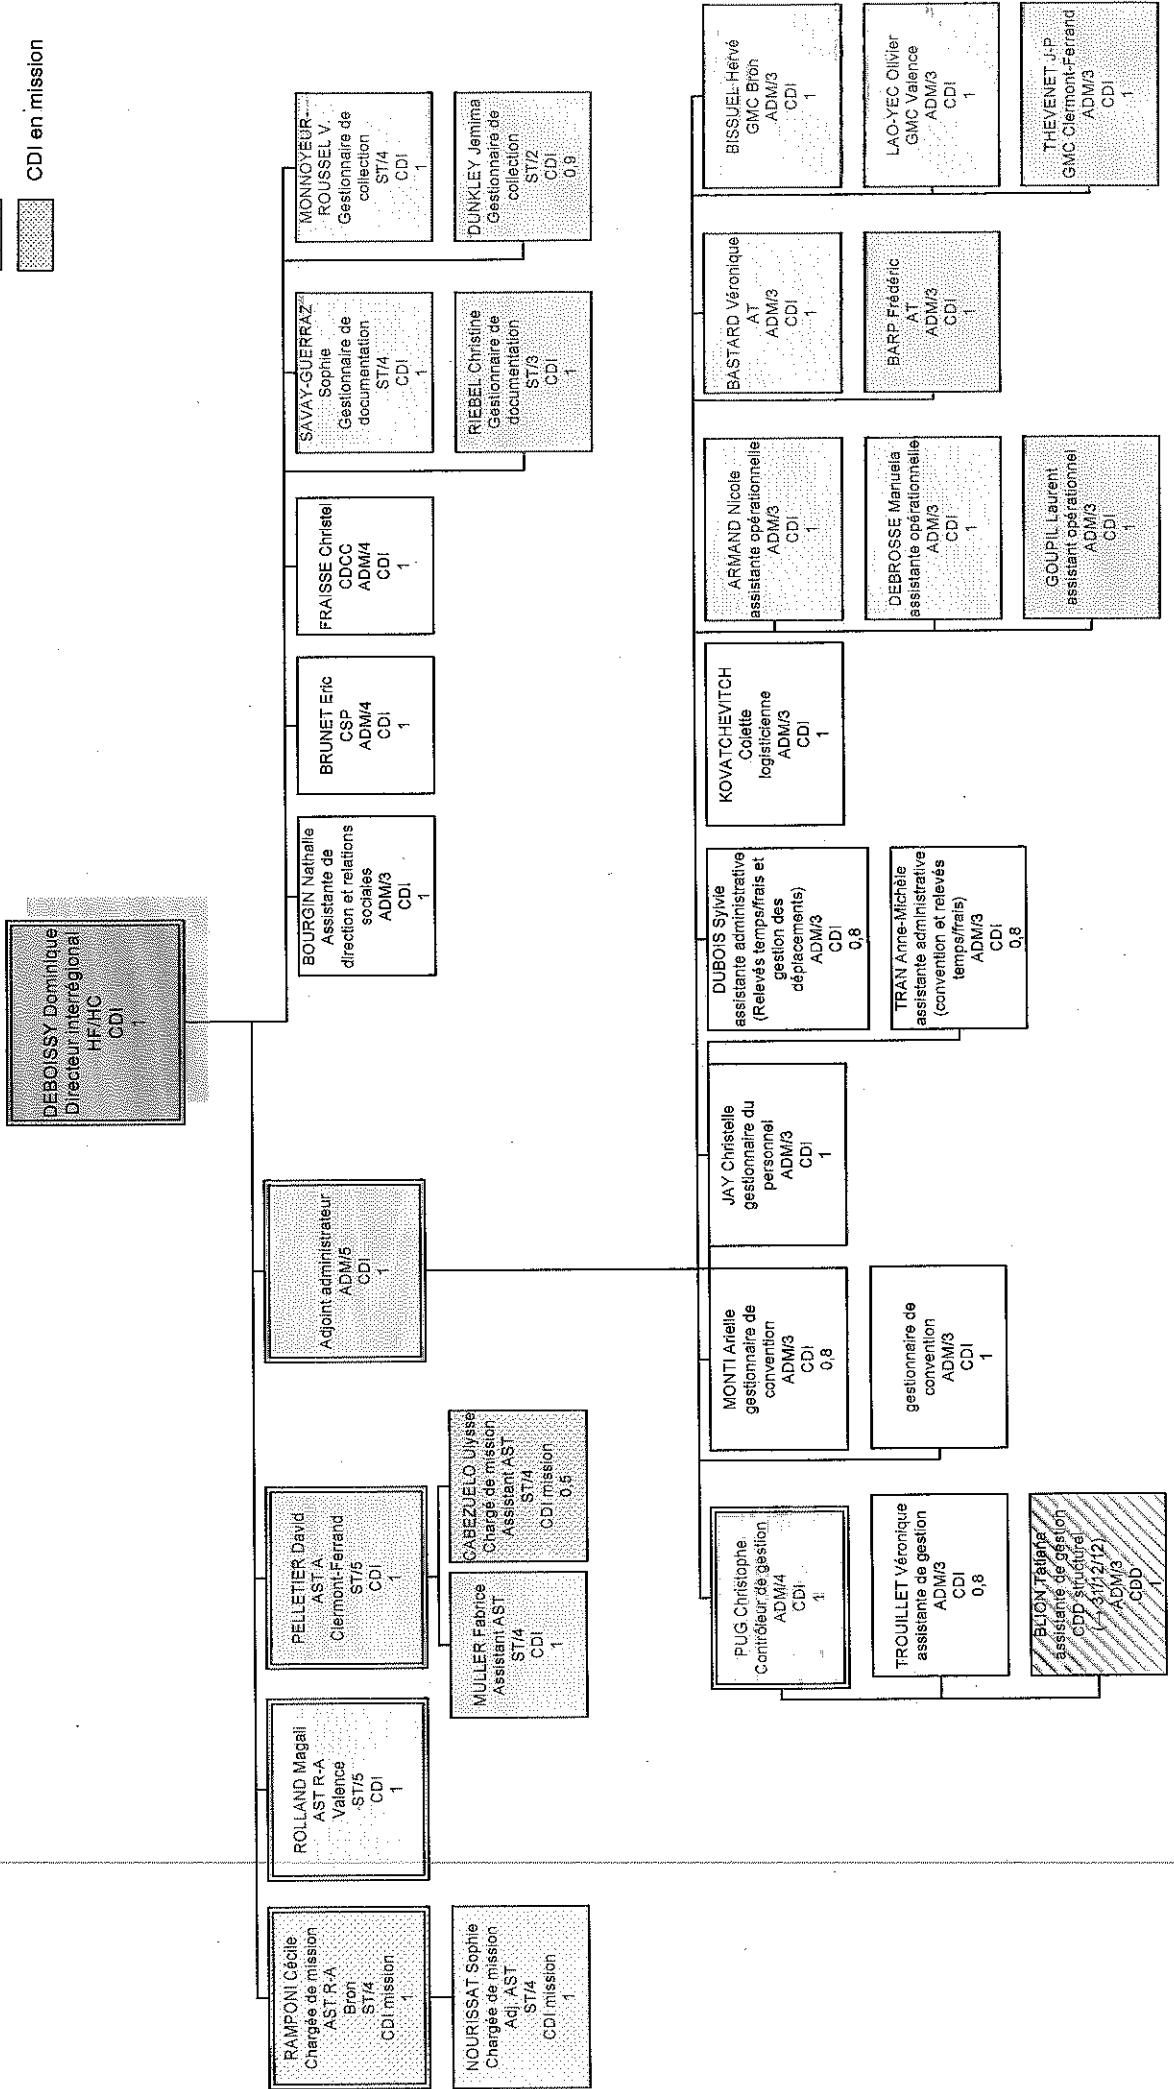 CDI en mission
DEBOISSY Dominique
Directeur interrégional
HF/HC
CDI
1
RAMPONI Cécile
Chargée de mission
AST R-A
Bron
ST/4
CDI mission
1
NOURISSAT Sophie
Chargée de mission
Adj. AST
ST/4
CDI mission
1
ROLLAND Magali
AST R-A
Valence
ST/5
CDI
1
PELLETIER David
AST A
Clermont-Ferrand
ST/5
CDI
1
MULLER Fabrice
Assistant AST
ST/4
CDI
1
CABEZUELO Ulysse
Chargé de mission
Assistant AST
ST/4
CDI mission
0,5
Adjoint administrateur
ADM/5
CDI
1
BOURGIN Nathalie
Assistante de
direction et relations
sociales
ADM/3
CDI
1
BRUNET Eric
CSP
ADM/4
CDI
1
FRAISSE Christel
CDCC
ADM/4
CDI
1
SAVAY-GUERRAZ
Sophie
Gestionnaire de
documentation
ST/4
CDI
1
RIEBEL Christine
Gestionnaire de
documentation
ST/3
CDI
1
MONNOYEUR-
ROUSSEL V.
Gestionnaire de
collection
ST/4
CDI
1
DUNKLEY Jemima
Gestionnaire de
collection
ST/2
CDI
0,9
PUG Christophe
Contrôleur de gestion
ADM/4
CDI
1
TROUILLET Véronique
assistante de gestion
ADM/3
CDI
0,8
BLION Tatiana
assistante de gestion
CDD structurel
(→ 31/12/12)
ADM/3
CDD
1
MONTI Arielle
gestionnaire de
convention
ADM/3
CDI
0,8
gestionnaire de
convention
ADM/3
CDI
1
JAY Christelle
gestionnaire du
personnel
ADM/3
CDI
1
DUBOIS Sylvie
assistante administrative
(Relevés temps/frais et
gestion des
déplacements)
ADM/3
CDI
0,8
TRAN Anne-Michèle
assistante administrative
(convention et relevés
temps/frais)
ADM/3
CDI
0,8
KOVATCHEVITCH
Colette
logisticienne
ADM/3
CDI
1
ARMAND Nicole
assistante opérationnelle
ADM/3
CDI
1
DEBROSSE Manuela
assistante opérationnelle
ADM/3
CDI
1
GOUPIL Laurent
assistant opérationnel
ADM/3
CDI
1
BASTARD Véronique
AT
ADM/3
CDI
1
BARP Frédéric
AT
ADM/3
CDI
1
BISSUEL Hervé
GMC Bron
ADM/3
CDI
1
LAO-YEC Olivier
GMC Valence
ADM/3
CDI
1
THEVENET J-P
GMC Clermont-Ferrand
ADM/3
CDI
1